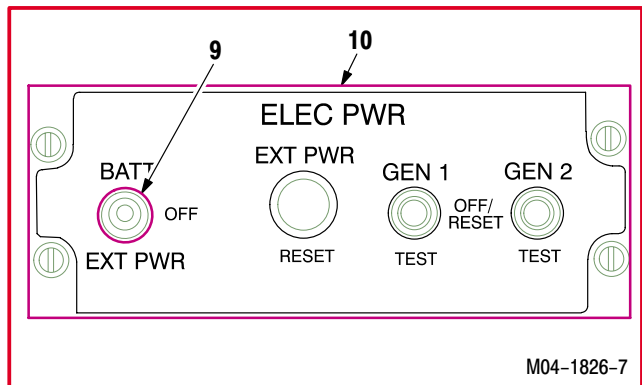 9
10
ELEC PWR
BATT
EXT PWR
GEN 1
GEN 2
OFF
OFF/
RESET
EXT PWR
RESET
TEST
TEST
M04-1826-7